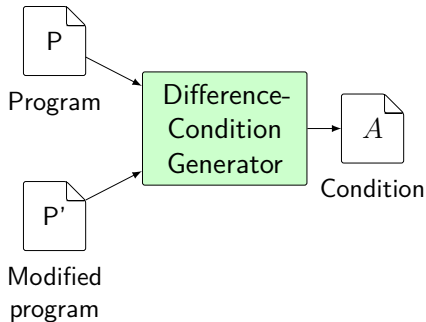 P
Program
Difference-
Condition
Generator
A
Condition
P'
Modified
program